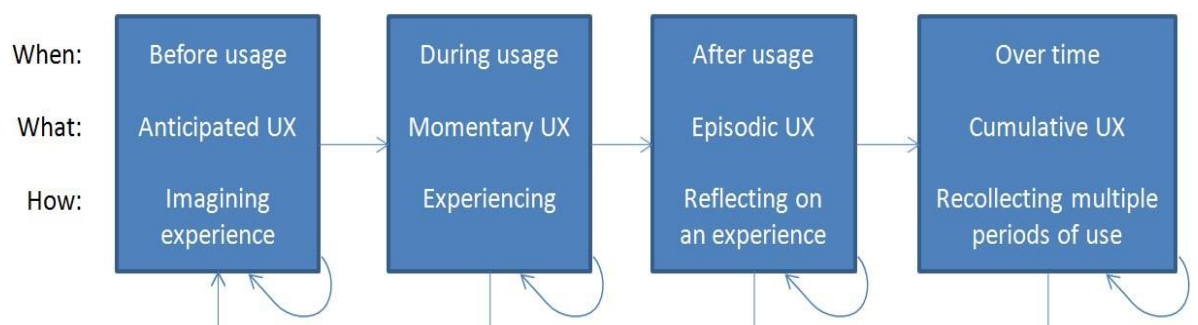 When: Before usage During usage After usage Over time
What: Anticipated UX Momentary UX Episodic UX Cumulative UX
How: Imagining Experiencing Reflecting on Recollecting multiple
experience an experience periods of use